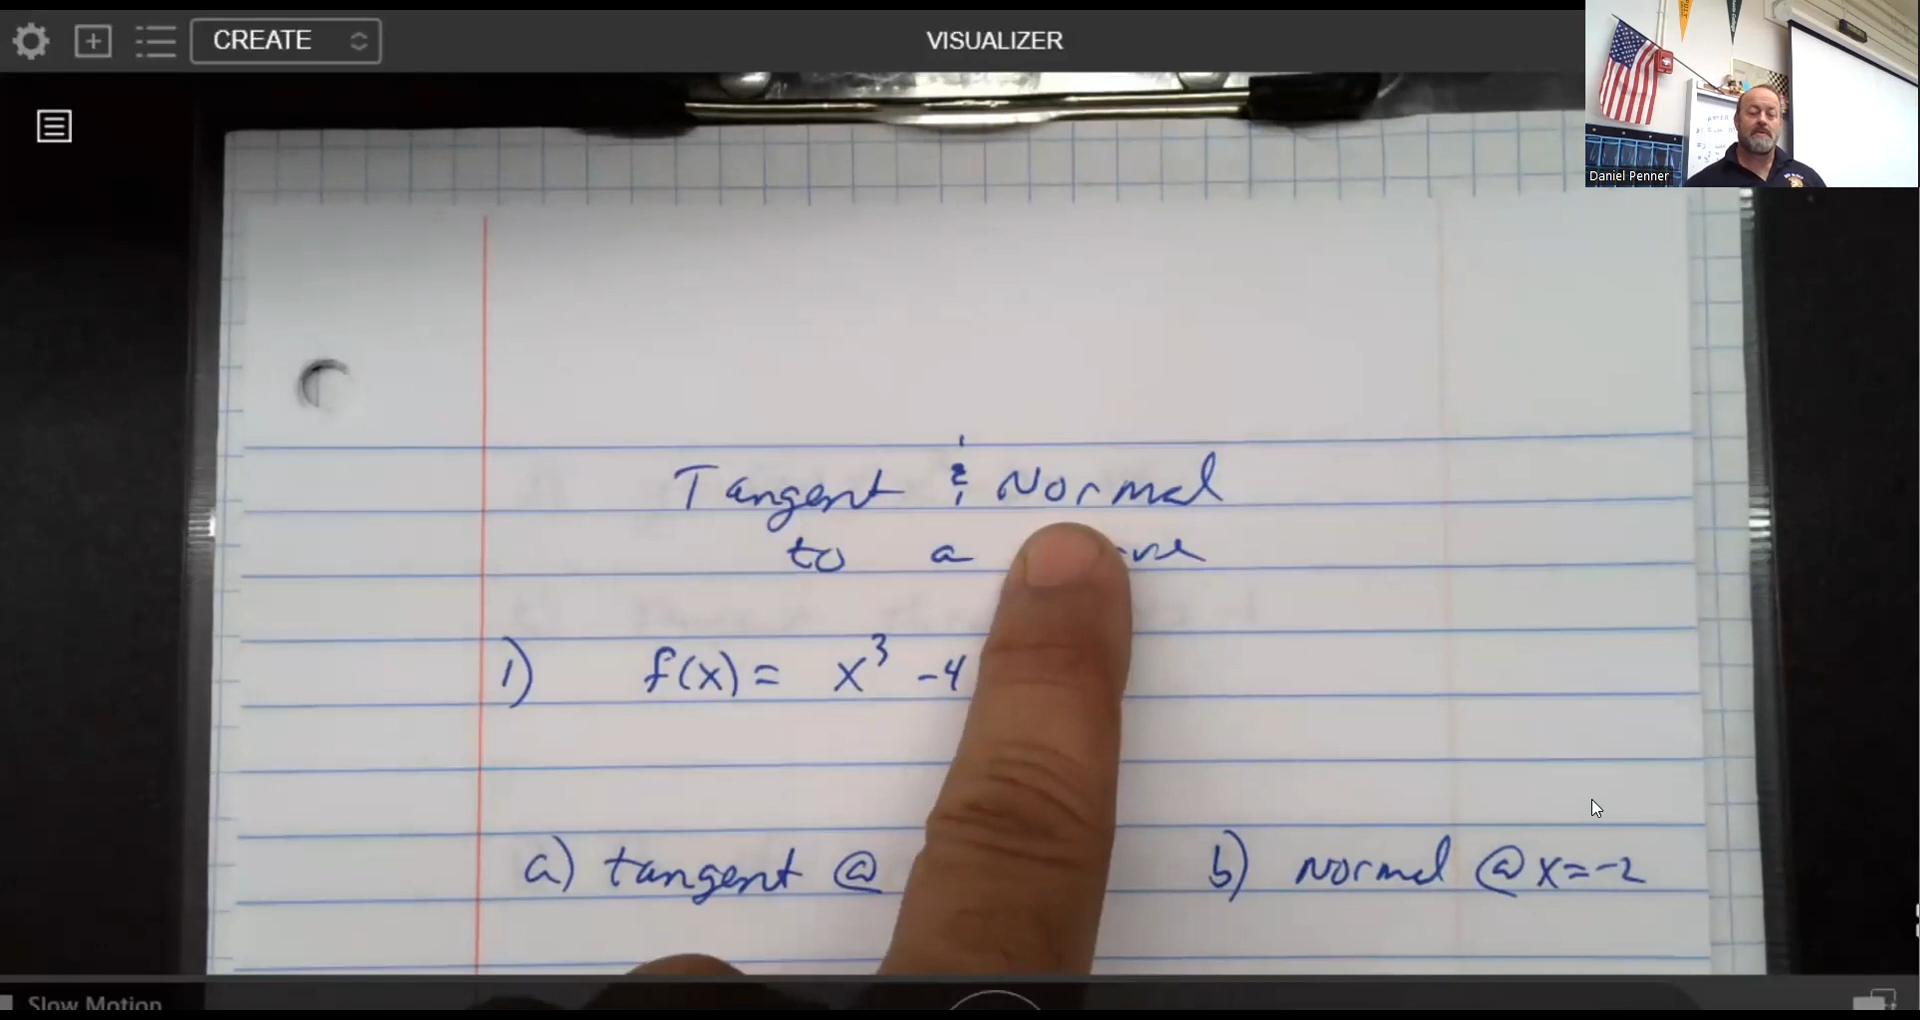 CREATE
VISUALIZER
Daniel Penner
Tangent & Normal
to a
1) f(x) = x³ -4
a) tangent @
b) Normal @ x=-2
Slow Motion